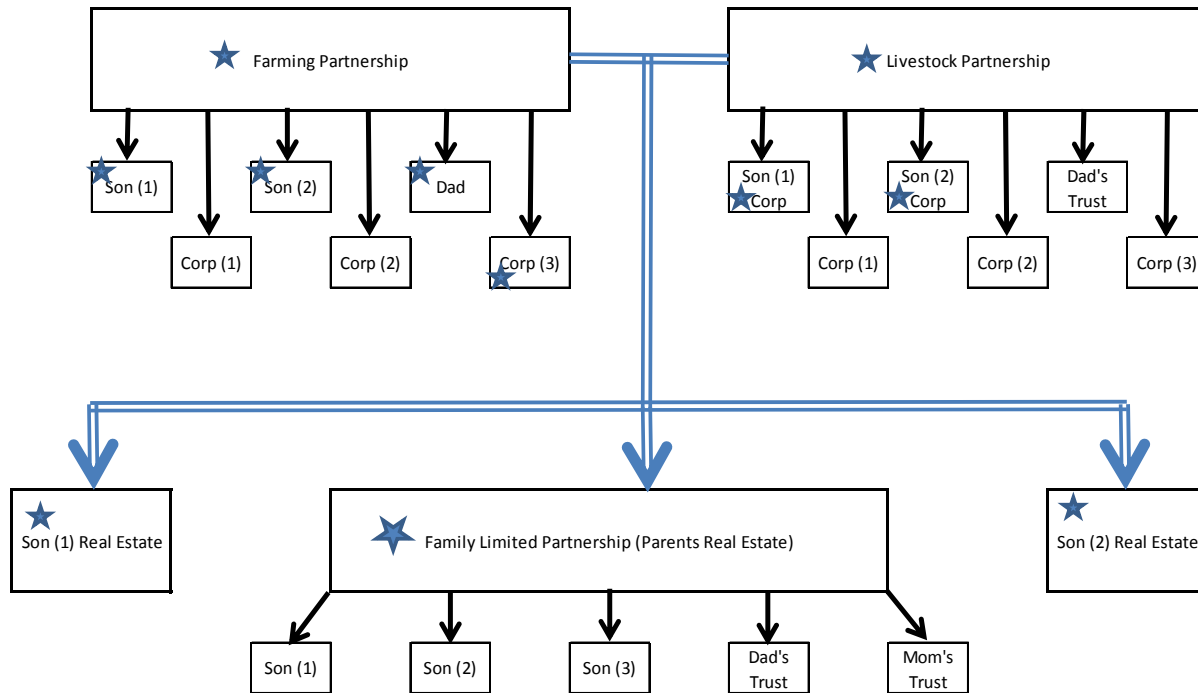 Farming Partnership
Livestock Partnership
Son (1)
Son (2)
Dad
Son (1)
Corp
Son (2)
Corp
Dad's
Trust
Corp (1)
Corp (2)
Corp (3)
Corp (1)
Corp (2)
Corp (3)
Son (1) Real Estate
Family Limited Partnership (Parents Real Estate)
Son (2) Real Estate
Son (1)
Son (2)
Son (3)
Dad's
Trust
Mom's
Trust